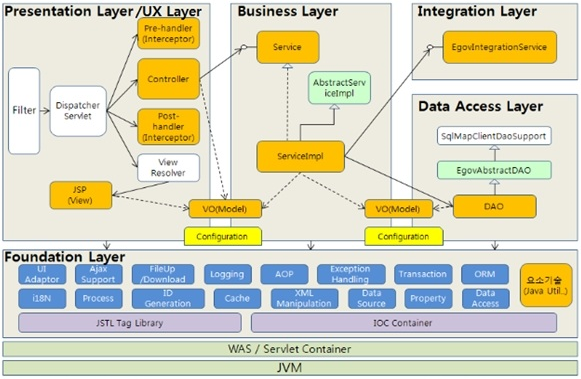 Presentation Layer /UX Layer
Business Layer
Integration Layer
Pre-handler
(Interceptor)
Service
EgovIntegrationService
Controller
AbstractServ
iceImpl
Filter
Dispatcher
Servlet
Data Access Layer
Post-
handler
(Interceptor)
SqlMapClientDaoSupport
ServiceImpl
View
Resolver
EgovAbstractDAO
JSP
(View)
VO(Model)
VO(Model)
DAO
Configuration
Configuration
Foundation Layer
UI
Adaptor
Ajax
Support
FileUp
/Download
Logging
AOP
Exception
Handling
Transaction
ORM
요소기술
(Java Util..)
i18N
Process
ID
Generation
Cache
XML
Manipulation
Data
Source
Property
Data
Access
JSTL Tag Library
IOC Container
WAS / Servlet Container
JVM